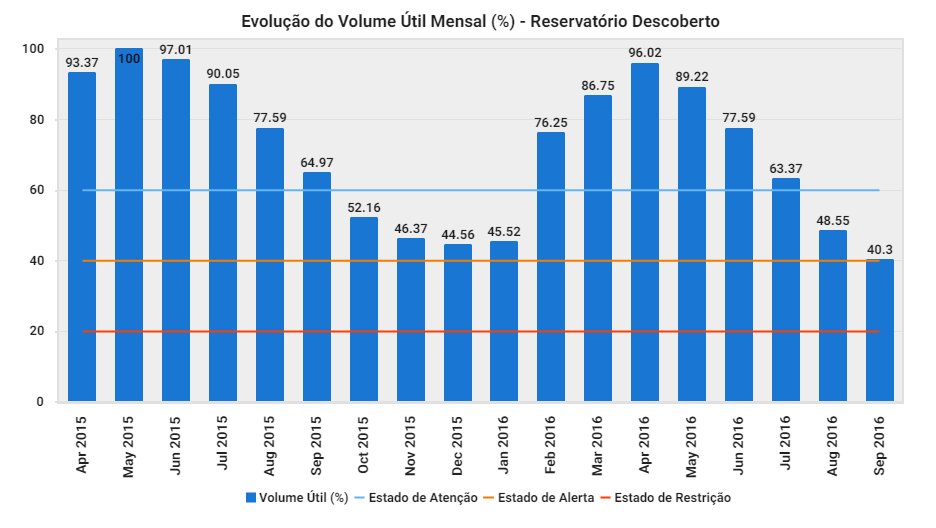 Evolução do Volume Útil Mensal (%) - Reservatório Descoberto
100
80
60
40
20
0
93.37
100
97.01
90.05
77.59
64.97
52.16
46.37
44.56
45.52
76.25
86.75
96.02
89.22
77.59
63.37
48.55
40.3
Apr 2015
May 2015
Jun 2015
Jul 2015
Aug 2015
Sep 2015
Oct 2015
Nov 2015
Dec 2015
Jan 2016
Feb 2016
Mar 2016
Apr 2016
May 2016
Jun 2016
Jul 2016
Aug 2016
Sep 2016
Volume Útil (%) Estado de Atenção Estado de Alerta Estado de Restrição